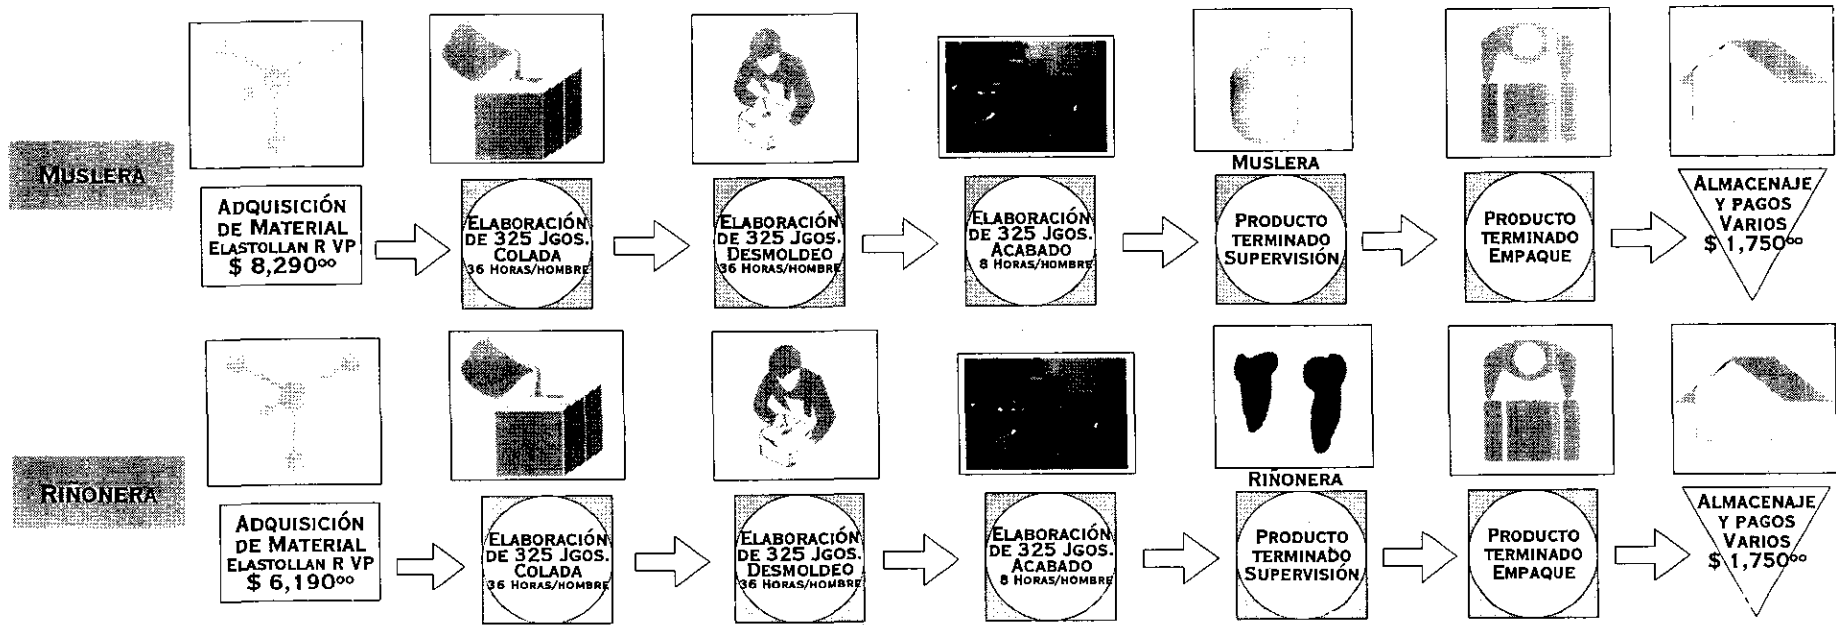 MUSLERA
ADQUISICIÓN
DE MATERIAL
ELASTOLLAN R VP
$ 8,290⁰⁰
ELABORACIÓN
DE 325 JGOS.
COLADA
36 HORAS/HOMBRE
ELABORACIÓN
DE 325 JGOS.
DESMOLDEO
36 HORAS/HOMBRE
ELABORACIÓN
DE 325 JGOS.
ACABADO
8 HORAS/HOMBRE
MUSLERA
PRODUCTO
TERMINADO
SUPERVISIÓN
PRODUCTO
TERMINADO
EMPAQUE
ALMACENAJE
Y PAGOS
VARIOS
$ 1,750⁰⁰
RIÑONERA
ADQUISICIÓN
DE MATERIAL
ELASTOLLAN R VP
$ 6,190⁰⁰
ELABORACIÓN
DE 325 JGOS.
COLADA
36 HORAS/HOMBRE
ELABORACIÓN
DE 325 JGOS.
DESMOLDEO
36 HORAS/HOMBRE
ELABORACIÓN
DE 325 JGOS.
ACABADO
8 HORAS/HOMBRE
RIÑONERA
PRODUCTO
TERMINADO
SUPERVISIÓN
PRODUCTO
TERMINADO
EMPAQUE
ALMACENAJE
Y PAGOS
VARIOS
$ 1,750⁰⁰